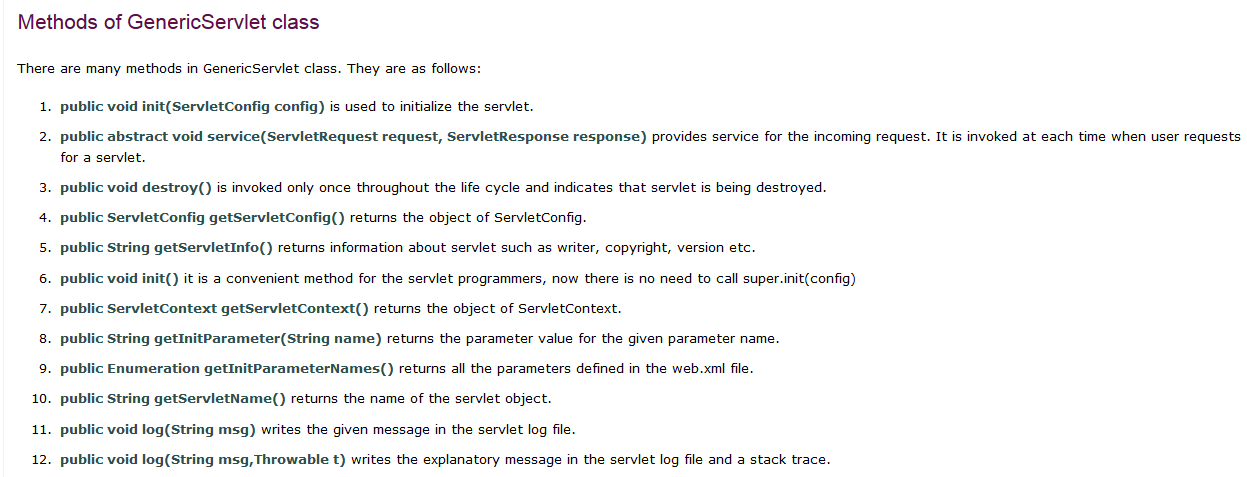 Methods of GenericServlet class
There are many methods in GenericServlet class. They are as follows:
1. public void init(ServletConfig config) is used to initialize the servlet.
2. public abstract void service(ServletRequest request, ServletResponse response) provides service for the incoming request. It is invoked at each time when user requests
for a servlet.
3. public void destroy() is invoked only once throughout the life cycle and indicates that servlet is being destroyed.
4. public ServletConfig getServletConfig() returns the object of ServletConfig.
5. public String getServletInfo() returns information about servlet such as writer, copyright, version etc.
6. public void init() it is a convenient method for the servlet programmers, now there is no need to call super.init(config)
7. public ServletContext getServletContext() returns the object of ServletContext.
8. public String getInitParameter(String name) returns the parameter value for the given parameter name.
9. public Enumeration getInitParameterNames() returns all the parameters defined in the web.xml file.
10. public String getServletName() returns the name of the servlet object.
11. public void log(String msg) writes the given message in the servlet log file.
12. public void log(String msg,Throwable t) writes the explanatory message in the servlet log file and a stack trace.